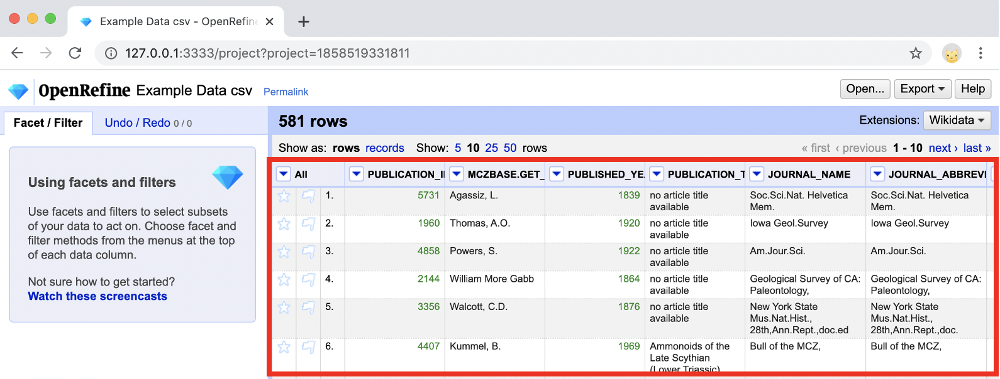 Example Data csv - OpenRefin
127.0.0.1:3333/project?project=1858519331811
OpenRefine Example Data csv Permalink
Open... Export Help
Facet / Filter Undo / Redo 0 / 0
581 rows
Extensions: Wikidata
Show as: rows records Show: 5 10 25 50 rows
« first ‹ previous 1 - 10 next › last »
Using facets and filters
Use facets and filters to select subsets
of your data to act on. Choose facet and
filter methods from the menus at the top
of each data column.
Not sure how to get started?
Watch these screencasts
All PUBLICATION_I MCZBASE.GET_ PUBLISHED_YE PUBLICATION_T JOURNAL_NAME JOURNAL_ABBREVI
1. 5731 Agassiz, L. 1839 no article title Soc.Sci.Nat. Helvetica Soc.Sci.Nat. Helvetica
available Mem. Mem.
2. 1960 Thomas, A.O. 1920 no article title Iowa Geol.Survey Iowa Geol.Survey
available
3. 4858 Powers, S. 1922 no article title Am.Jour.Sci. Am.Jour.Sci.
available
4. 2144 William More Gabb 1864 no article title Geological Survey of CA: Geological Survey of CA:
available Paleontology, Paleontology,
5. 3356 Walcott, C.D. 1876 no article title New York State New York State
available Mus.Nat.Hist., Mus.Nat.Hist.,
28th,Ann.Rept.,doc.ed 28th,Ann.Rept.,doc.
6. 4407 Kummel, B. 1969 Ammonoids of the Bull of the MCZ, Bull of the MCZ,
Late Scythian
(Lower Triassic)